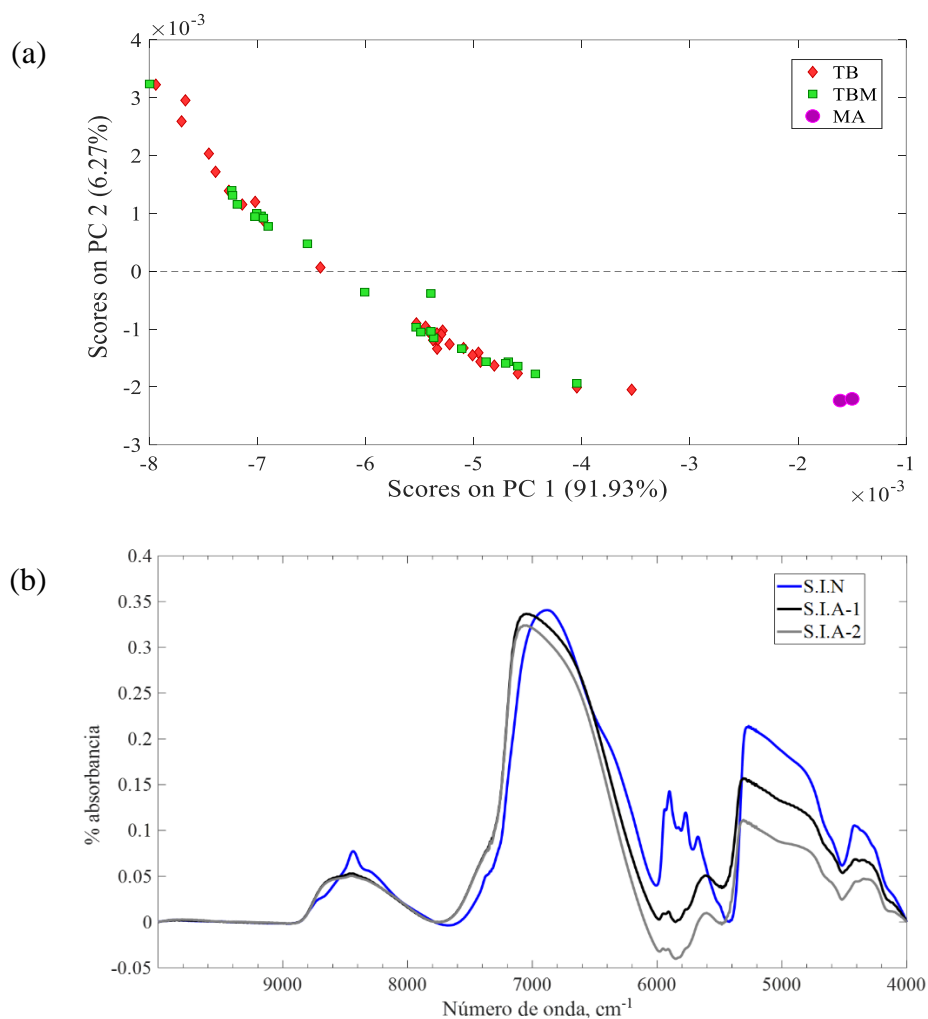 (a)
×10⁻³
4
3
2
1
0
-1
-2
-3
Scores on PC 2 (6.27%)
TB
TBM
MA
-8 -7 -6 -5 -4 -3 -2 -1
Scores on PC 1 (91.93%)
×10⁻³
(b)
0.4
0.35
0.3
0.25
0.2
0.15
0.1
0.05
0
-0.05
% absorbancia
S.I.N
S.I.A-1
S.I.A-2
9000 8000 7000 6000 5000 4000
Número de onda, cm⁻¹